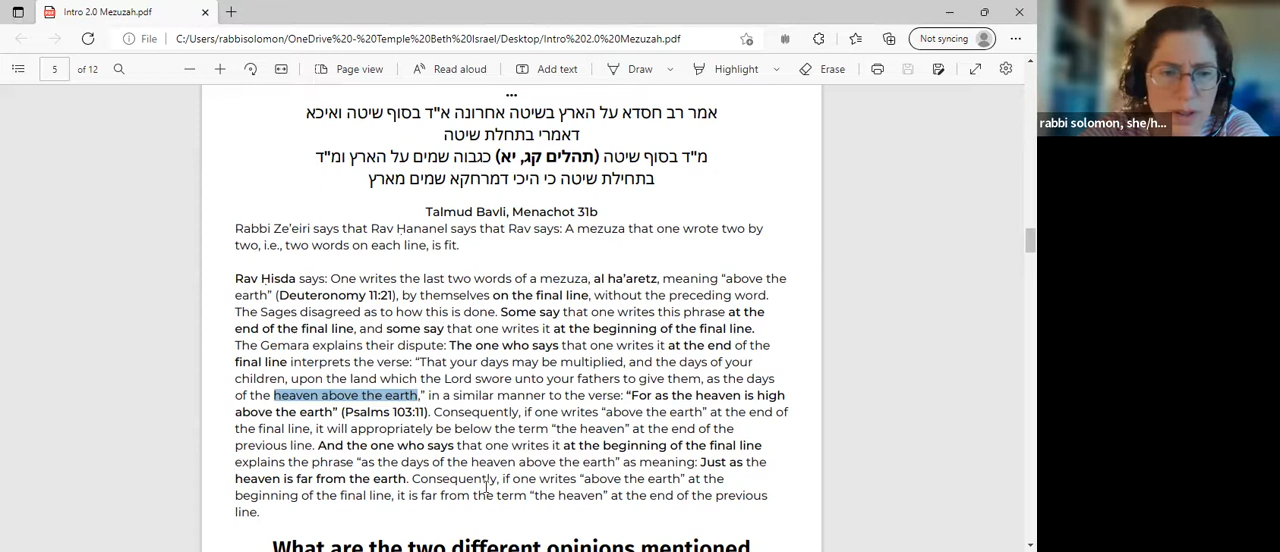 Intro 2.0 Mezuzah.pdf
File C:/Users/rabbisolomon/OneDrive%20-%20Temple%20Beth%20Israel/Desktop/Intro%202.0%20Mezuzah.pdf Not syncing
5 of 12 Page view Read aloud Add text Draw Highlight Erase
...
אמר רב חסדא על הארץ בשיטה אחרונה א"ד בסוף שיטה ואיכא
דאמרי בתחלת שיטה
מ"ד בסוף שיטה (תהלים קג, יא) כגבוה שמים על הארץ ומ"ד
בתחילת שיטה כי היכי דמרחקא שמים מארץ
Talmud Bavli, Menachot 31b
Rabbi Ze’eiri says that Rav Ḥananel says that Rav says: A mezuza that one wrote two by
two, i.e., two words on each line, is fit.
Rav Ḥisda says: One writes the last two words of a mezuza, al ha’aretz, meaning “above the
earth” (Deuteronomy 11:21), by themselves on the final line, without the preceding word.
The Sages disagreed as to how this is done. Some say that one writes this phrase at the
end of the final line, and some say that one writes it at the beginning of the final line.
The Gemara explains their dispute: The one who says that one writes it at the end of the
final line interprets the verse: “That your days may be multiplied, and the days of your
children, upon the land which the Lord swore unto your fathers to give them, as the days
of the heaven above the earth,” in a similar manner to the verse: “For as the heaven is high
above the earth” (Psalms 103:11). Consequently, if one writes “above the earth” at the end of
the final line, it will appropriately be below the term “the heaven” at the end of the
previous line. And the one who says that one writes it at the beginning of the final line
explains the phrase “as the days of the heaven above the earth” as meaning: Just as the
heaven is far from the earth. Consequently, if one writes “above the earth” at the
beginning of the final line, it is far from the term “the heaven” at the end of the previous
line.
What are the two different opinions mentioned
rabbi solomon, she/h...